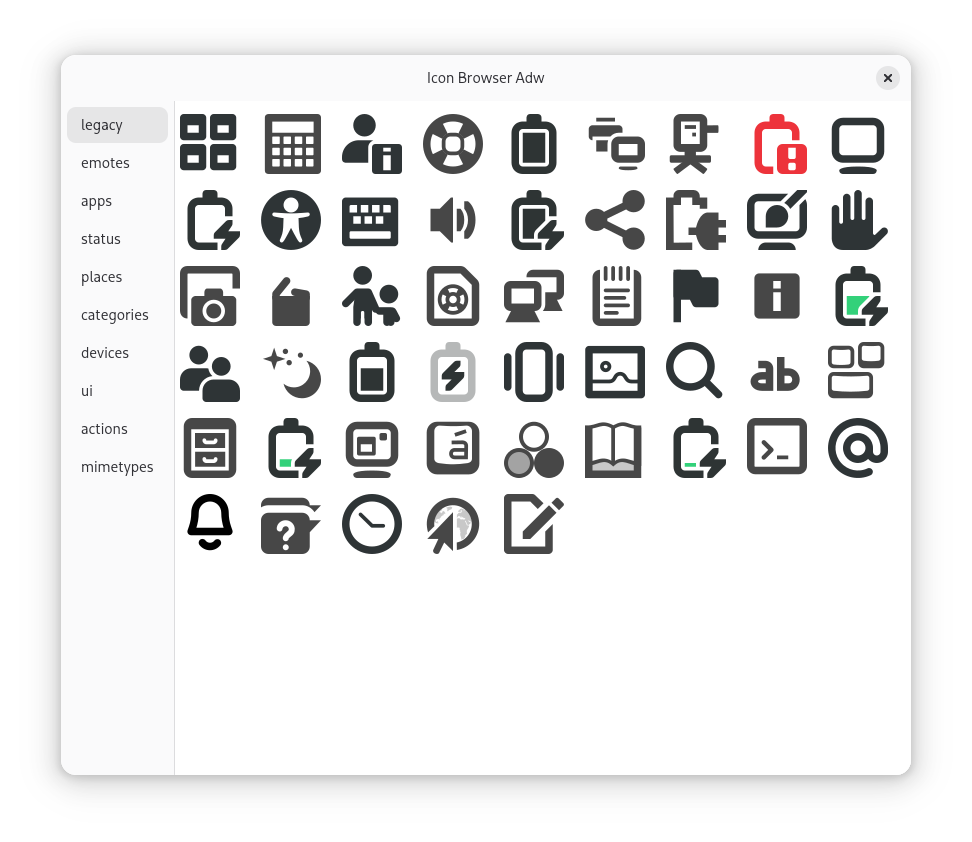 Icon Browser Adw
legacy
emotes
apps
status
places
categories
devices
ui
actions
mimetypes
ab
á